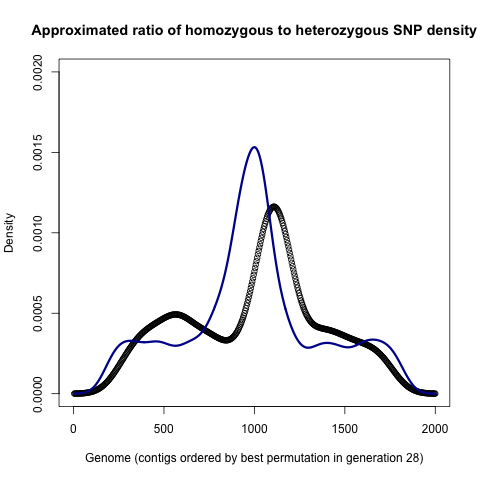 Approximated ratio of homozygous to heterozygous SNP density
0.0020
0.0015
0.0010
0.0005
0.0000
Density
0 500 1000 1500 2000
Genome (contigs ordered by best permutation in generation 28)